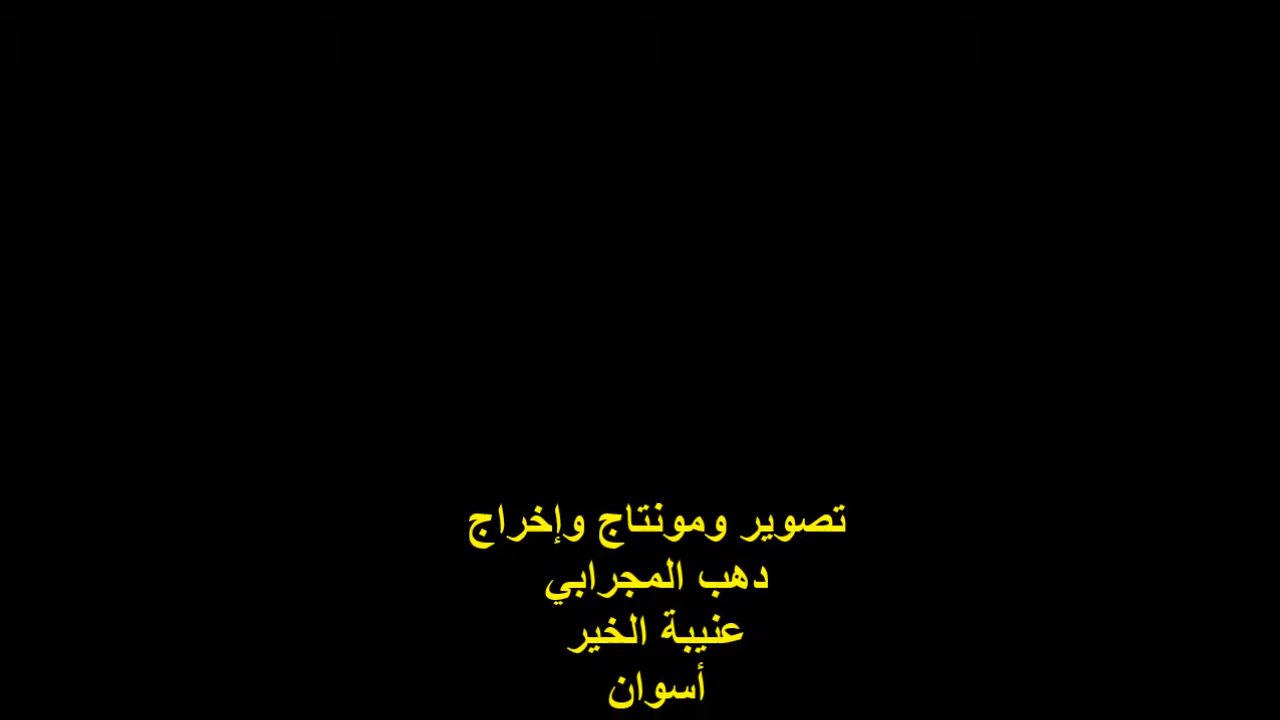 تصوير ومونتاج وإخراج
دهب المجرابي
عنيبة الخير
أسوان